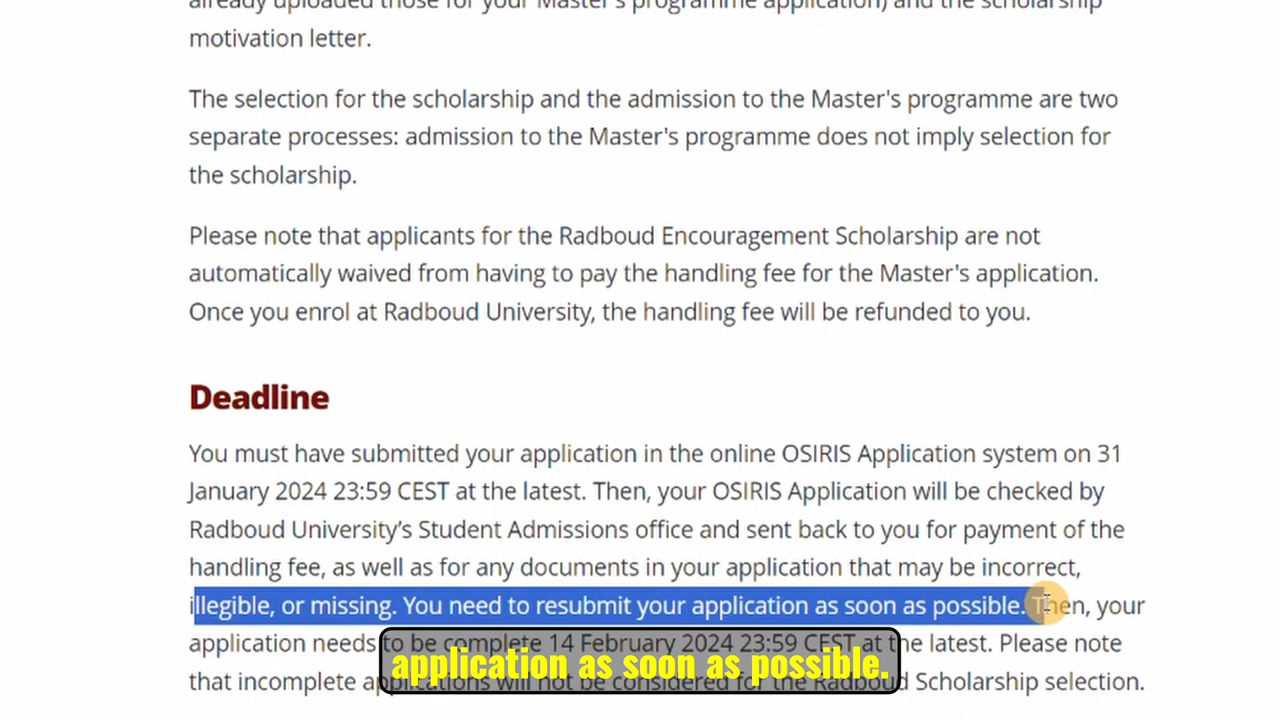 already uploaded those for your Master's programme application) and the scholarship
motivation letter.
The selection for the scholarship and the admission to the Master's programme are two
separate processes: admission to the Master's programme does not imply selection for
the scholarship.
Please note that applicants for the Radboud Encouragement Scholarship are not
automatically waived from having to pay the handling fee for the Master's application.
Once you enrol at Radboud University, the handling fee will be refunded to you.
Deadline
You must have submitted your application in the online OSIRIS Application system on 31
January 2024 23:59 CEST at the latest. Then, your OSIRIS Application will be checked by
Radboud University’s Student Admissions office and sent back to you for payment of the
handling fee, as well as for any documents in your application that may be incorrect,
illegible, or missing. You need to resubmit your application as soon as possible. Then, your
application needs to be complete 14 February 2024 23:59 CEST at the latest. Please note
application as soon as possible.
that incomplete applications will not be considered for the Radboud Scholarship selection.